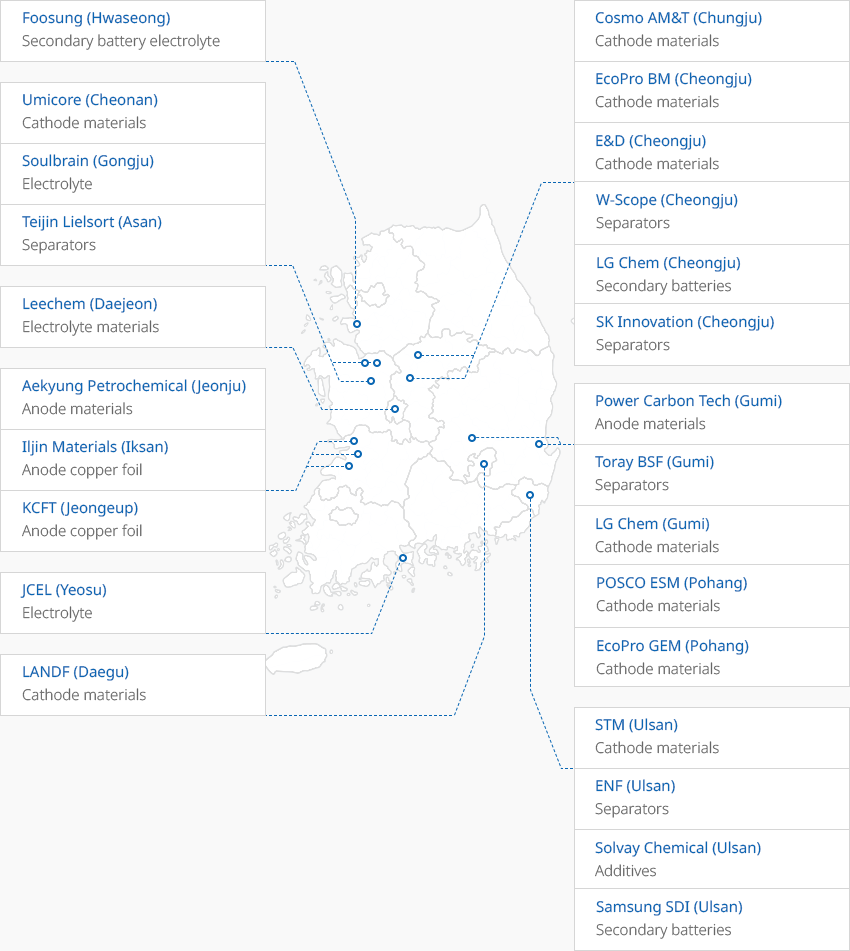 Foosung (Hwaseong)
Secondary battery electrolyte
Umicore (Cheonan)
Cathode materials
Soulbrain (Gongju)
Electrolyte
Teijin Lielsort (Asan)
Separators
Leechem (Daejeon)
Electrolyte materials
Aekyung Petrochemical (Jeonju)
Anode materials
Iljin Materials (Iksan)
Anode copper foil
KCFT (Jeongeup)
Anode copper foil
JCEL (Yeosu)
Electrolyte
LANDF (Daegu)
Cathode materials
Cosmo AM&T (Chungju)
Cathode materials
EcoPro BM (Cheongju)
Cathode materials
E&D (Cheongju)
Cathode materials
W-Scope (Cheongju)
Separators
LG Chem (Cheongju)
Secondary batteries
SK Innovation (Cheongju)
Separators
Power Carbon Tech (Gumi)
Anode materials
Toray BSF (Gumi)
Separators
LG Chem (Gumi)
Cathode materials
POSCO ESM (Pohang)
Cathode materials
EcoPro GEM (Pohang)
Cathode materials
STM (Ulsan)
Cathode materials
ENF (Ulsan)
Separators
Solvay Chemical (Ulsan)
Additives
Samsung SDI (Ulsan)
Secondary batteries